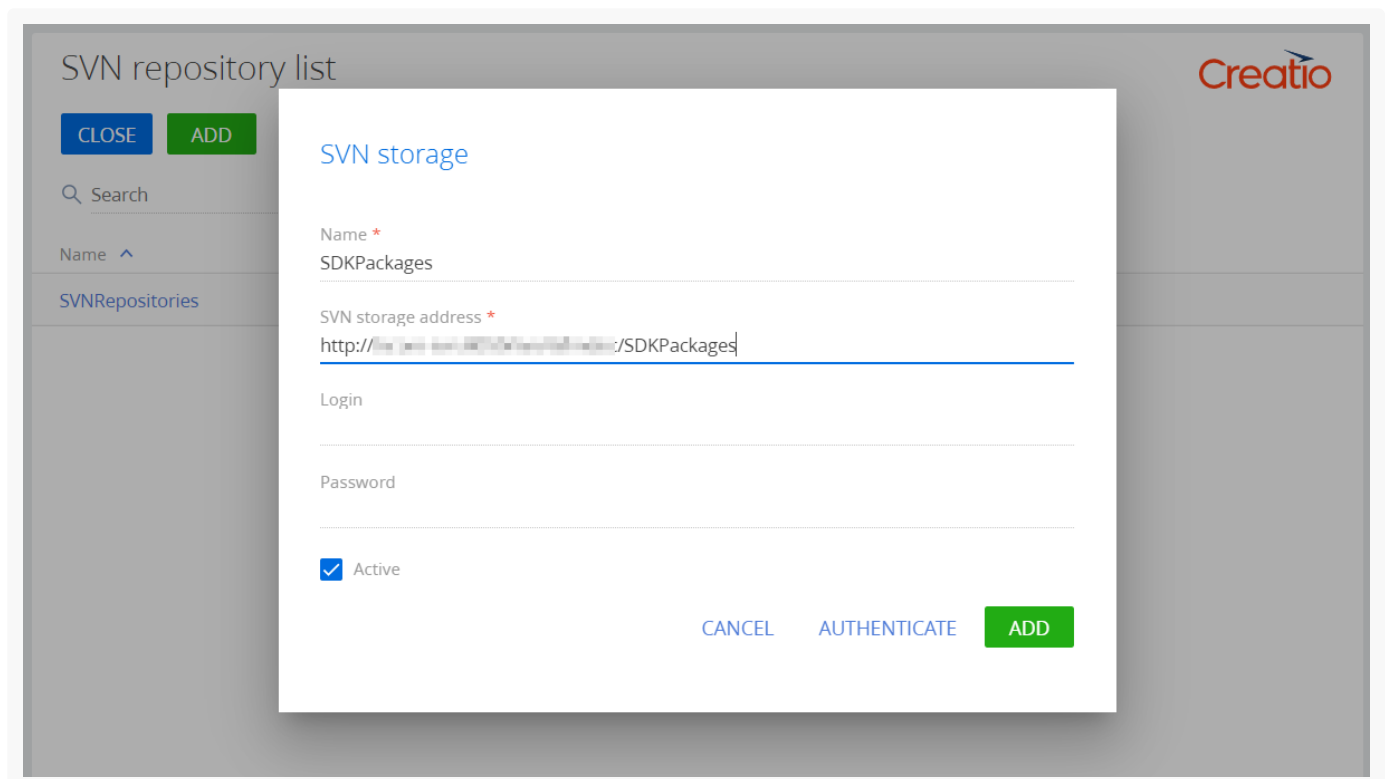 SVN repository list
Creatio
CLOSE ADD
Search
Name
SVNRepositories
SVN storage
Name *
SDKPackages
SVN storage address *
http:// /SDKPackages
Login
Password
Active
CANCEL AUTHENTICATE ADD